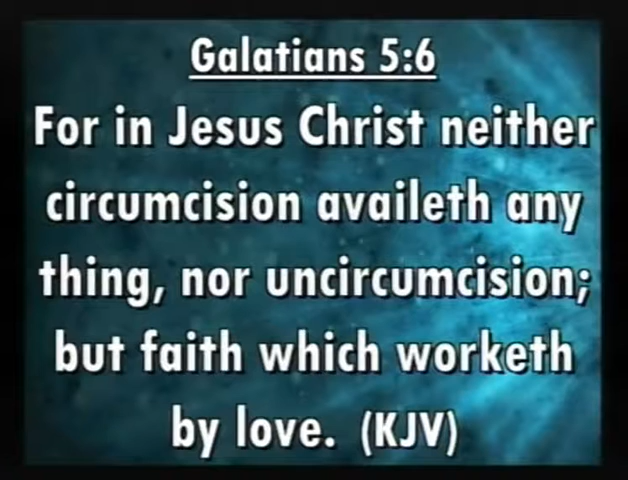 Galatians 5:6
For in Jesus Christ neither
circumcision availeth any
thing, nor uncircumcision;
but faith which worketh
by love. (KJV)